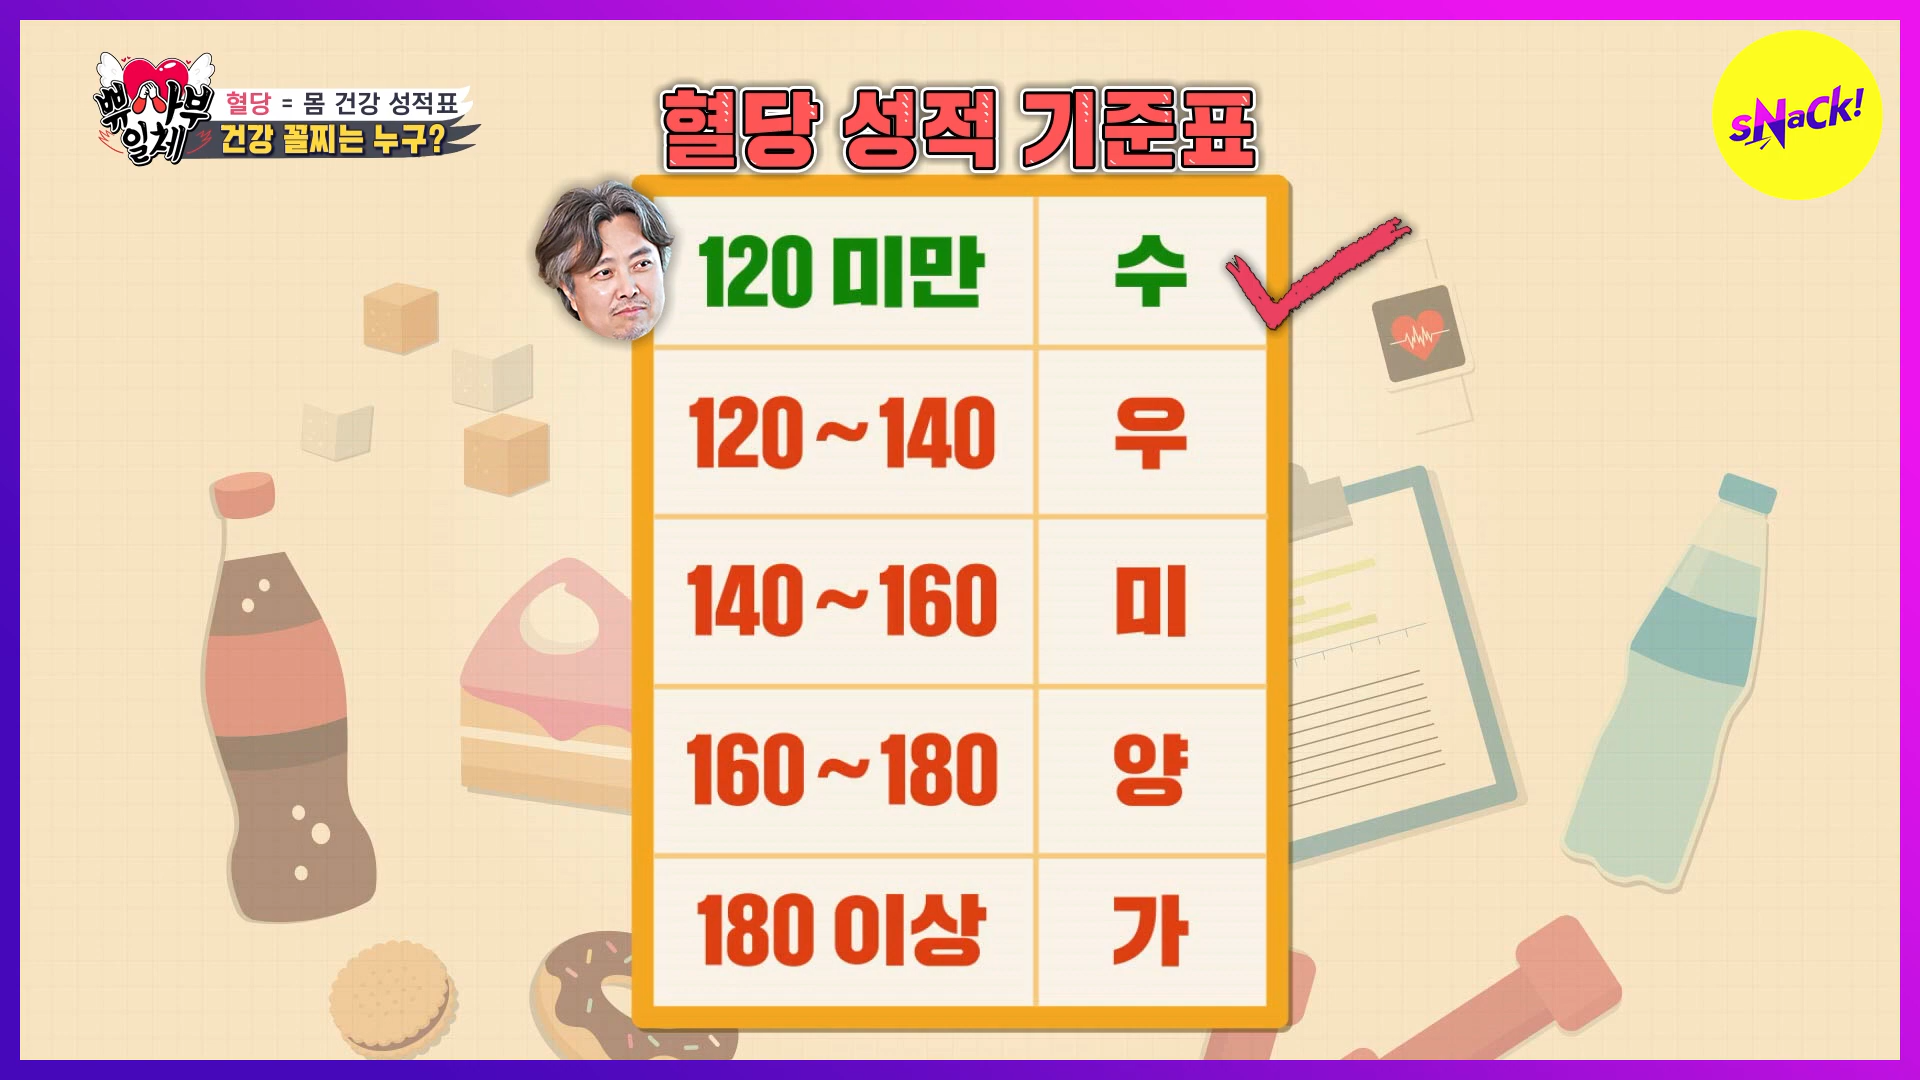 쀼사부
일체
혈당 = 몸 건강 성적표
건강 꼴찌는 누구?
혈당 성적 기준표
sNaCK!
120 미만 수
120~140 우
140~160 미
160~180 양
180 이상 가